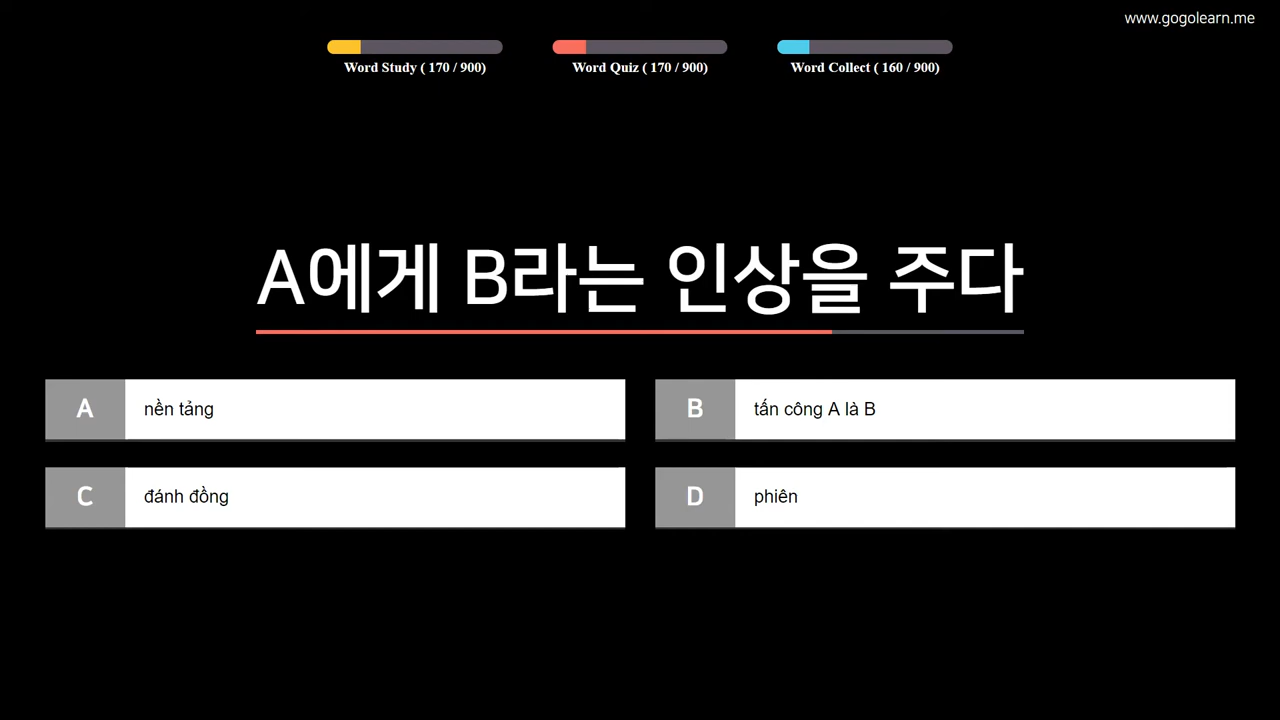 www.gogolearn.me
Word Study ( 170 / 900)
Word Quiz ( 170 / 900)
Word Collect ( 160 / 900)
A에게 B라는 인상을 주다
A nền tảng
B tấn công A là B
C đánh đồng
D phiên